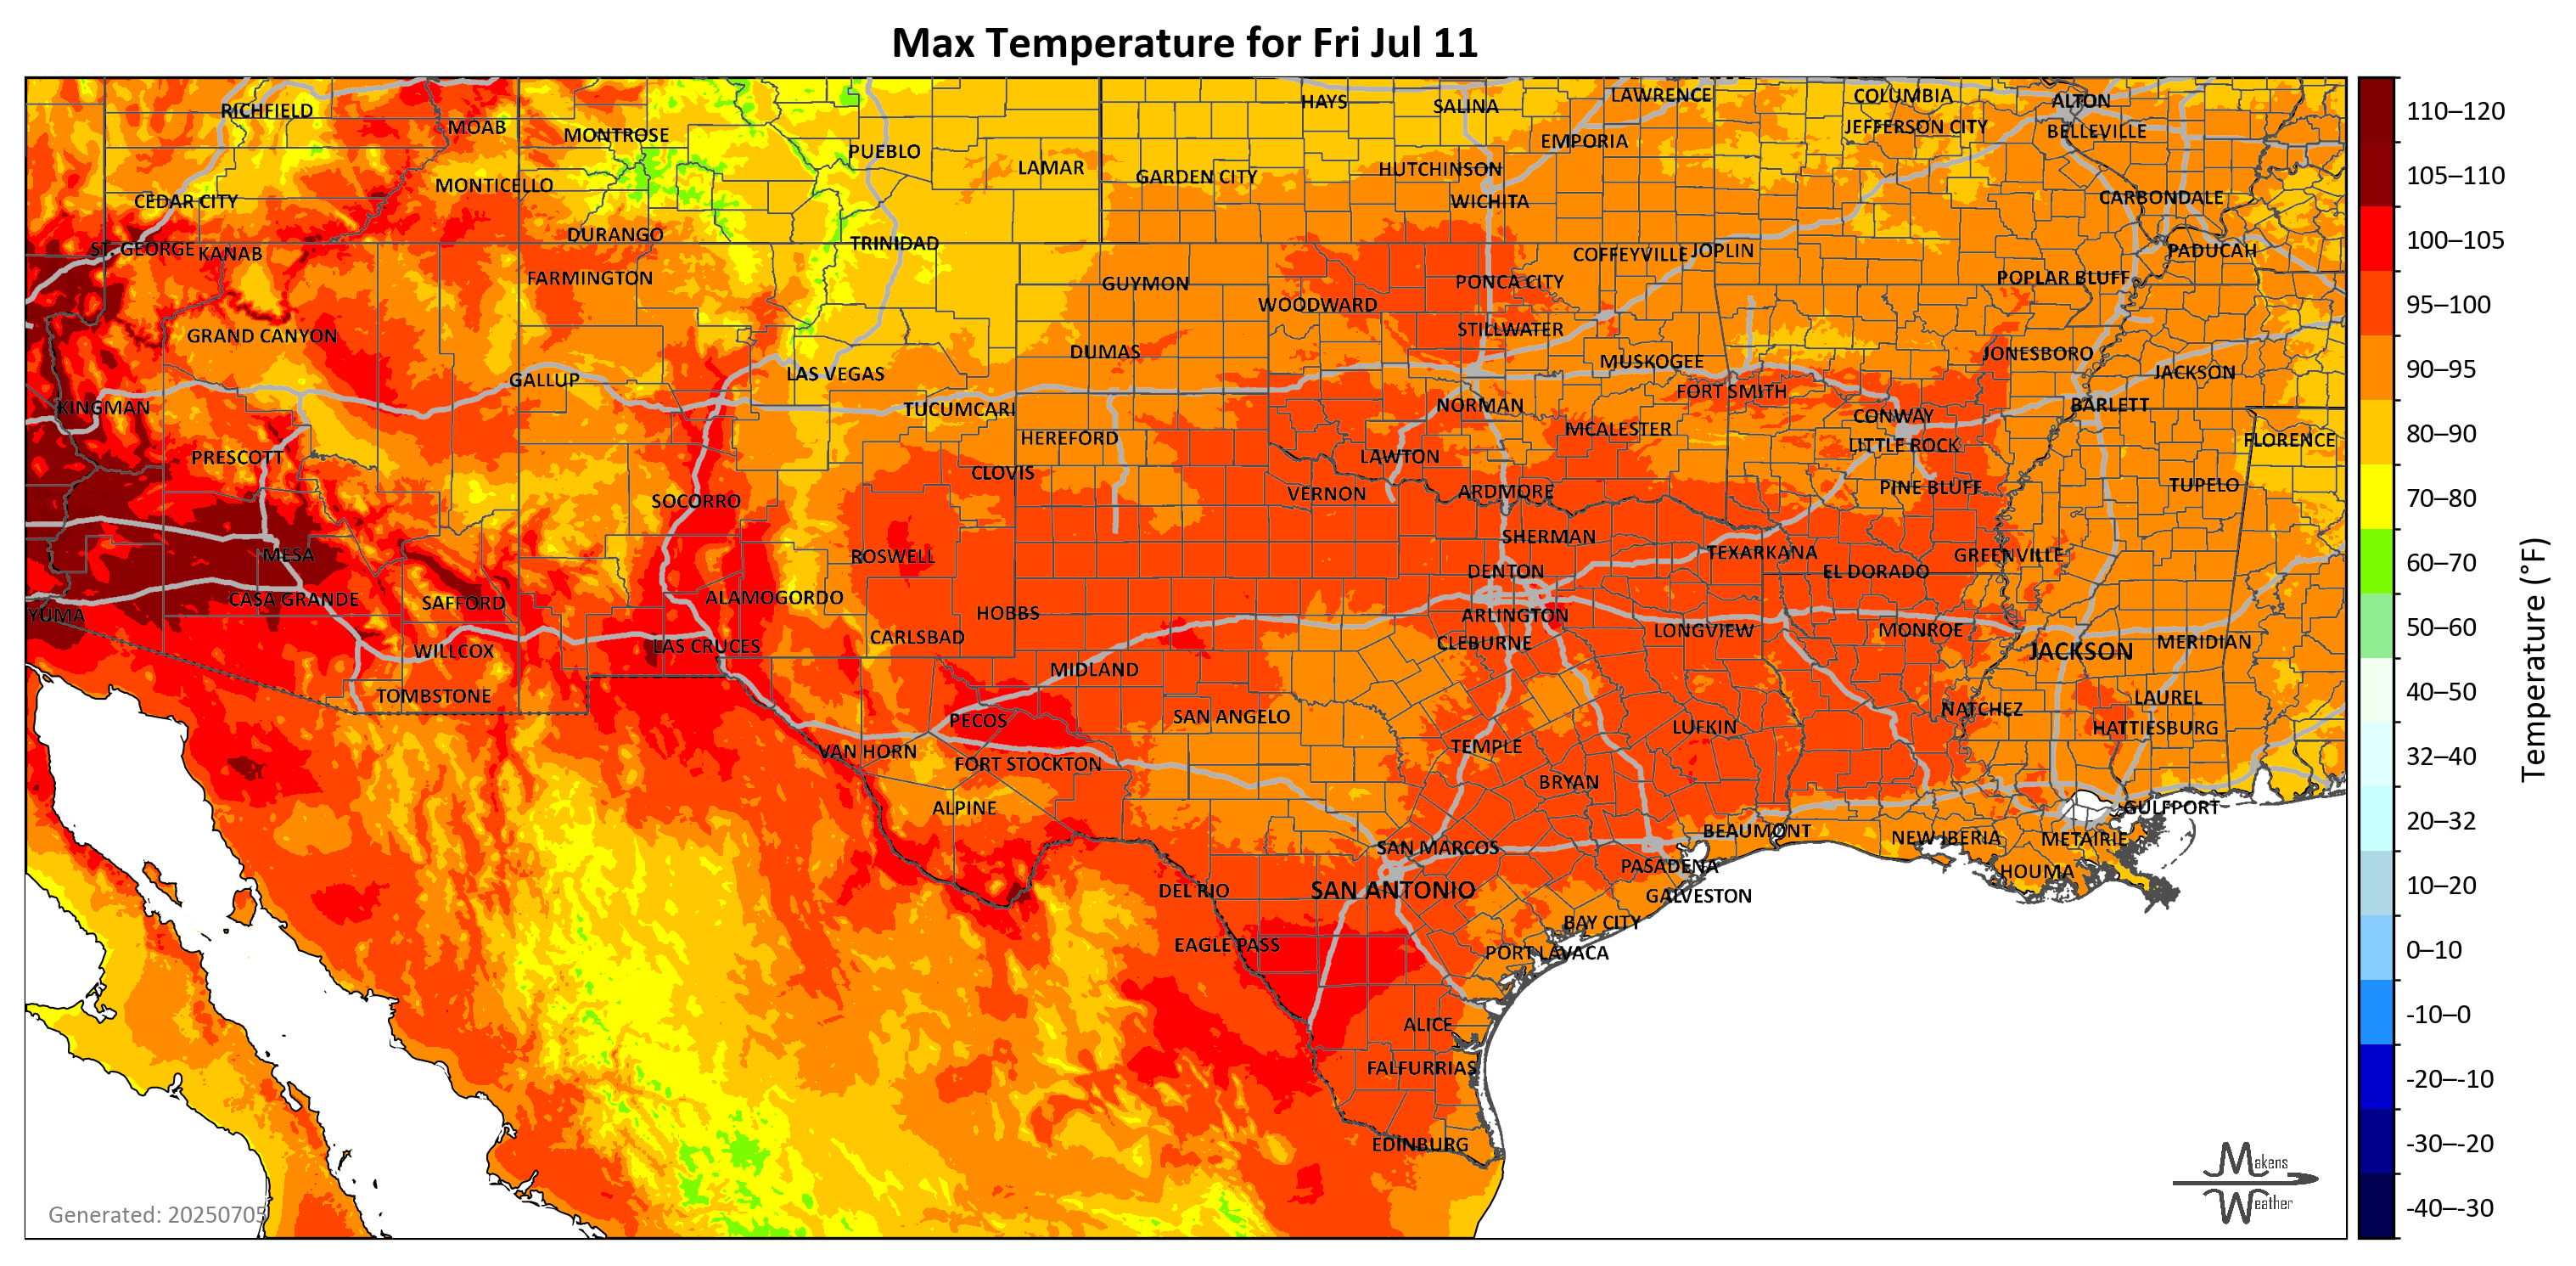 Max Temperature for Fri Jul 11
RICHFIELD
MOAB
MONTROSE
PUEBLO
LAMAR
HAYS
SALINA
LAWRENCE
COLUMBIA
ALTON
JEFFERSON CITY
BELLEVILLE
EMPORIA
HUTCHINSON
GARDEN CITY
MONTICELLO
CEDAR CITY
WICHITA
CARBONDALE
DURANGO
TRINIDAD
ST. GEORGE
KANAB
COFFEYVILLE
JOPLIN
PADUCAH
FARMINGTON
GUYMON
PONCA CITY
POPLAR BLUFF
WOODWARD
STILLWATER
GRAND CANYON
DUMAS
MUSKOGEE
JONESBORO
GALLUP
LAS VEGAS
JACKSON
FORT SMITH
KINGMAN
TUCUMCARI
NORMAN
CONWAY
BARLETT
MCALESTER
HEREFORD
LITTLE ROCK
FLORENCE
PRESCOTT
CLOVIS
LAWTON
SOCORRO
VERNON
ARDMORE
PINE BLUFF
TUPELO
MESA
ROSWELL
SHERMAN
TEXARKANA
GREENVILLE
DENTON
EL DORADO
CASA GRANDE
SAFFORD
ALAMOGORDO
YUMA
HOBBS
ARLINGTON
CARLSBAD
CLEBURNE
LONGVIEW
MONROE
WILLCOX
LAS CRUCES
JACKSON
MERIDIAN
MIDLAND
TOMBSTONE
LAUREL
PECOS
SAN ANGELO
NATCHEZ
LUFKIN
HATTIESBURG
VAN HORN
TEMPLE
FORT STOCKTON
BRYAN
ALPINE
GULFPORT
BEAUMONT
NEW IBERIA
METAIRIE
SAN MARCOS
PASADENA
HOUMA
DEL RIO
SAN ANTONIO
GALVESTON
BAY CITY
EAGLE PASS
PORT LAVACA
ALICE
FALFURRIAS
EDINBURG
Generated: 20250705
Makens
Weather
110–120
105–110
100–105
95–100
90–95
80–90
70–80
60–70
50–60
40–50
32–40
20–32
10–20
0–10
-10–0
-20–-10
-30–-20
-40–-30
Temperature (°F)